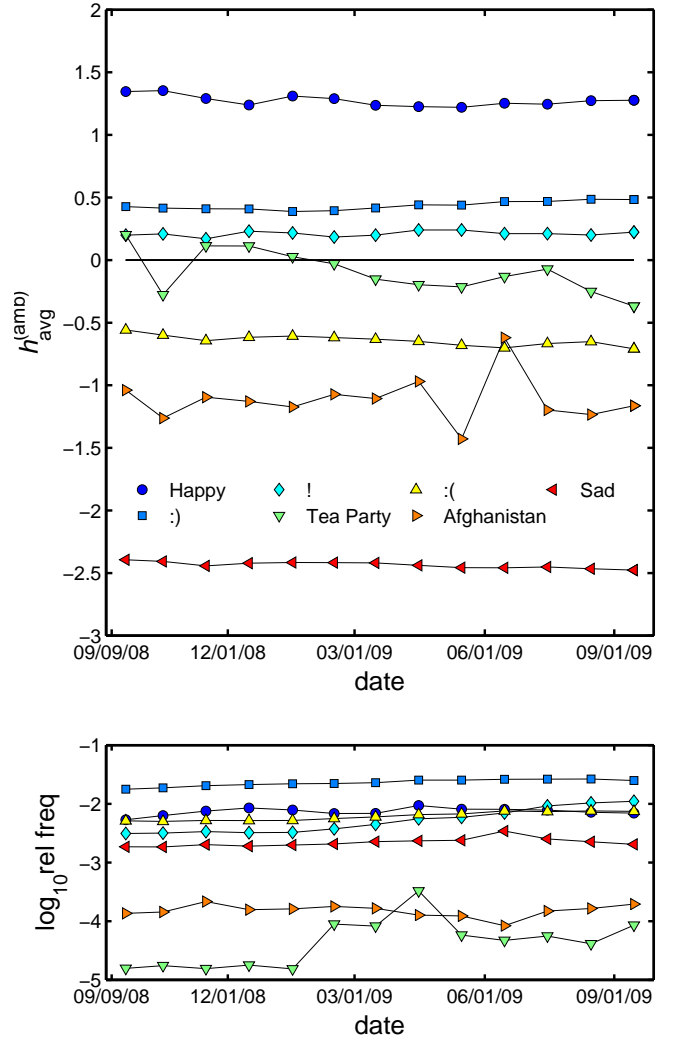 2
1.5
1
0.5
0
−0.5
−1
−1.5
−2
−2.5
−3
h avg (amb)
Happy ! :( Sad
:) Tea Party Afghanistan
09/09/08 12/01/08 03/01/09 06/01/09 09/01/09
date
−1
−2
−3
−4
−5
log10 rel freq
09/09/08 12/01/08 03/01/09 06/01/09 09/01/09
date